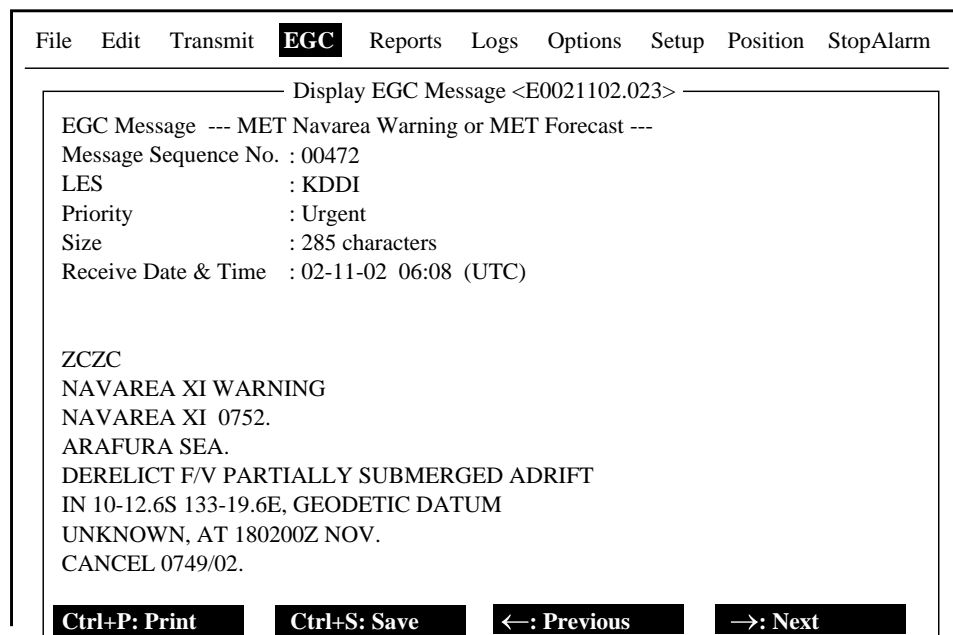 File Edit Transmit EGC Reports Logs Options Setup Position StopAlarm
Display EGC Message <E0021102.023>
EGC Message --- MET Navarea Warning or MET Forecast ---
Message Sequence No. : 00472
LES : KDDI
Priority : Urgent
Size : 285 characters
Receive Date & Time : 02-11-02 06:08 (UTC)
ZCZC
NAVAREA XI WARNING
NAVAREA XI 0752.
ARAFURA SEA.
DERELICT F/V PARTIALLY SUBMERGED ADRIFT
IN 10-12.6S 133-19.6E, GEODETIC DATUM
UNKNOWN, AT 180200Z NOV.
CANCEL 0749/02.
Ctrl+P: Print Ctrl+S: Save ←: Previous →: Next